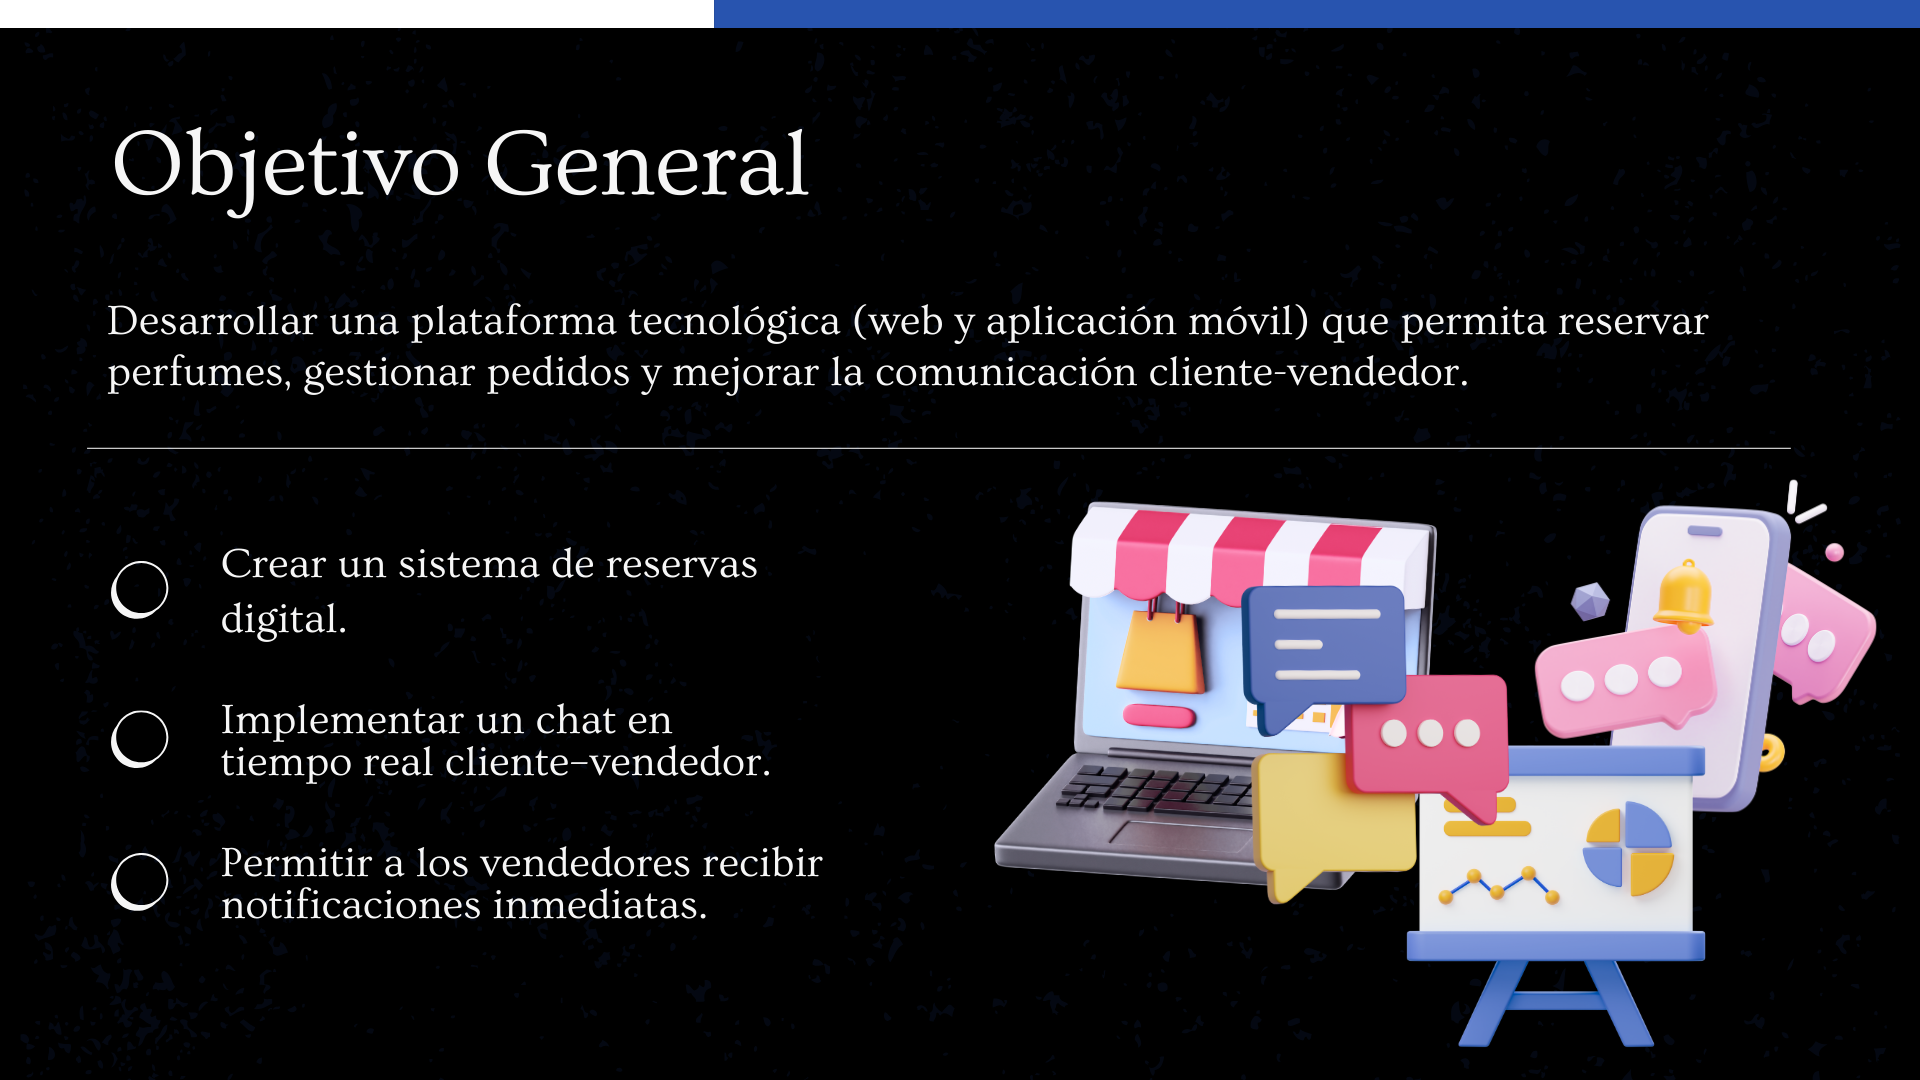 Objetivo General
Desarrollar una plataforma tecnológica (web y aplicación móvil) que permita reservar
perfumes, gestionar pedidos y mejorar la comunicación cliente-vendedor.
Crear un sistema de reservas
digital.
Implementar un chat en
tiempo real cliente–vendedor.
Permitir a los vendedores recibir
notificaciones inmediatas.